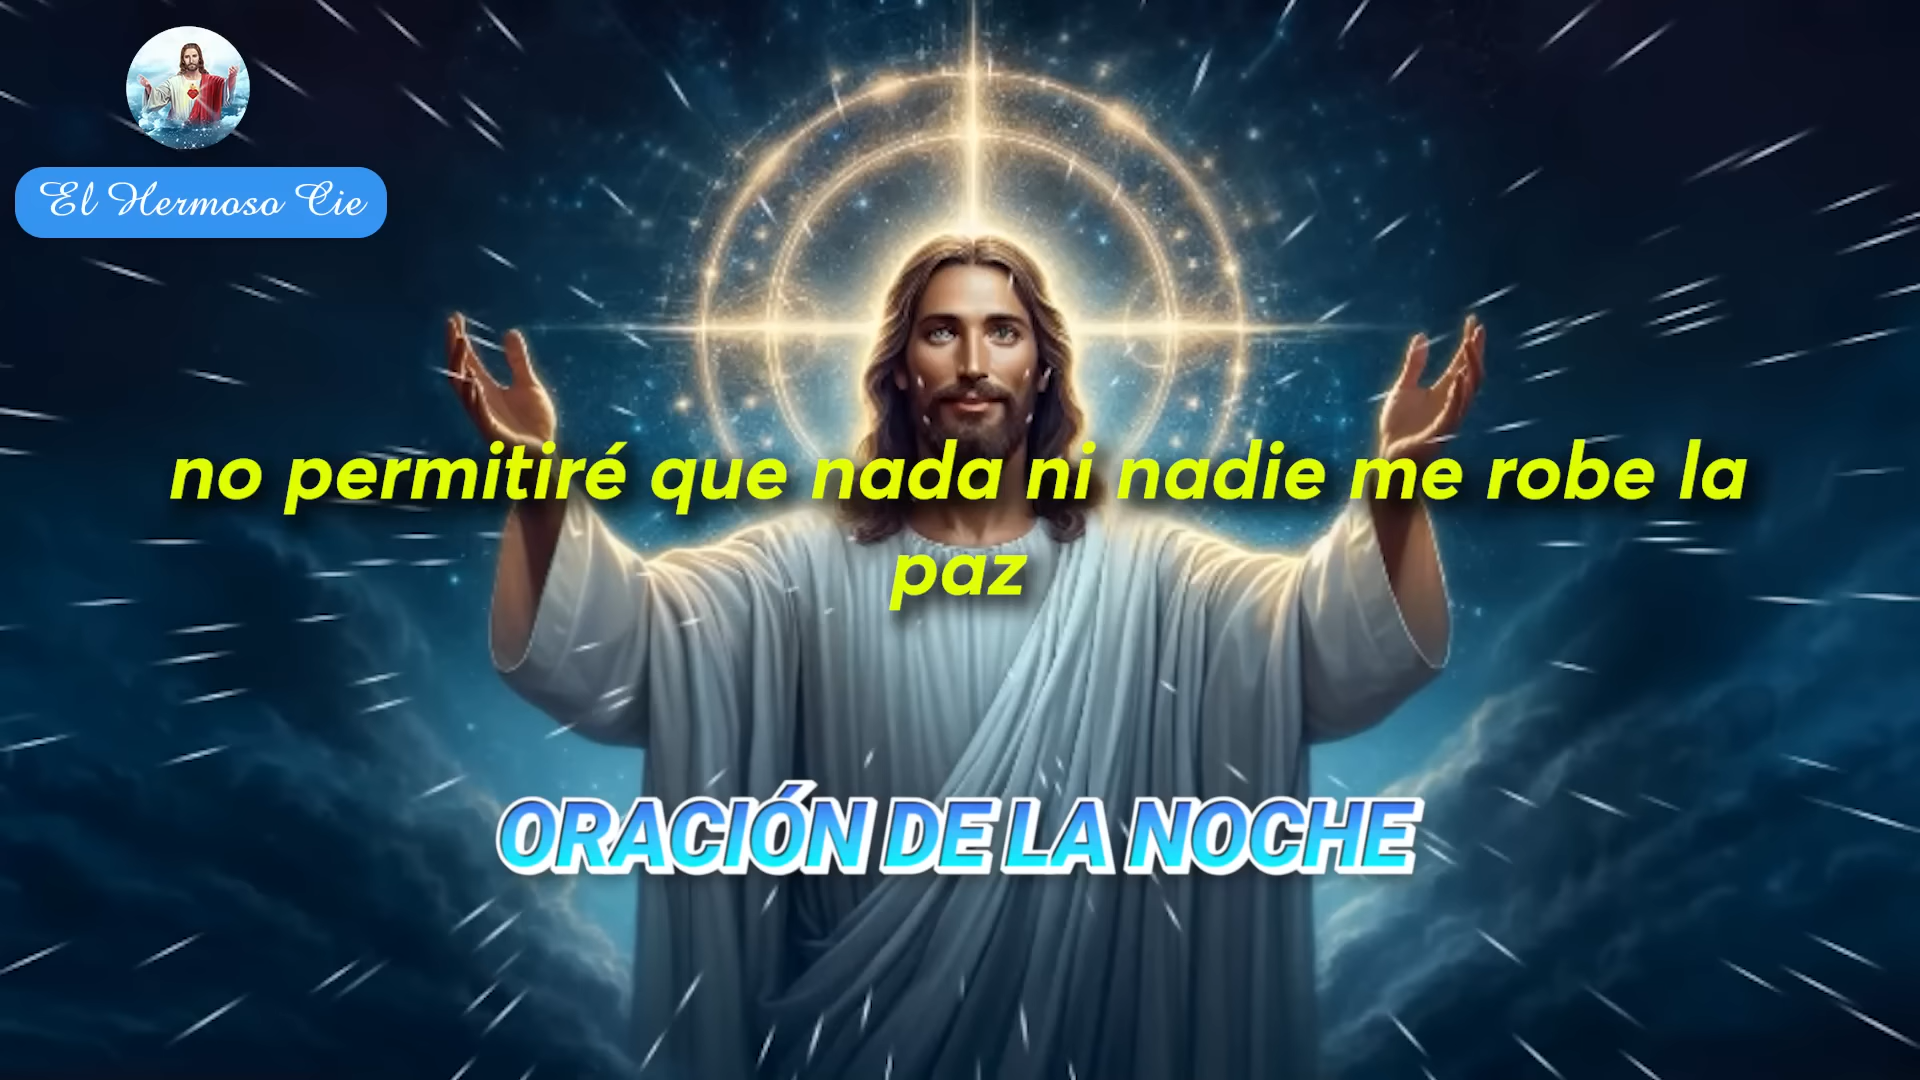 El Hermoso Cie
no permitiré que nada ni nadie me robe la
paz
ORACIÓN DE LA NOCHE